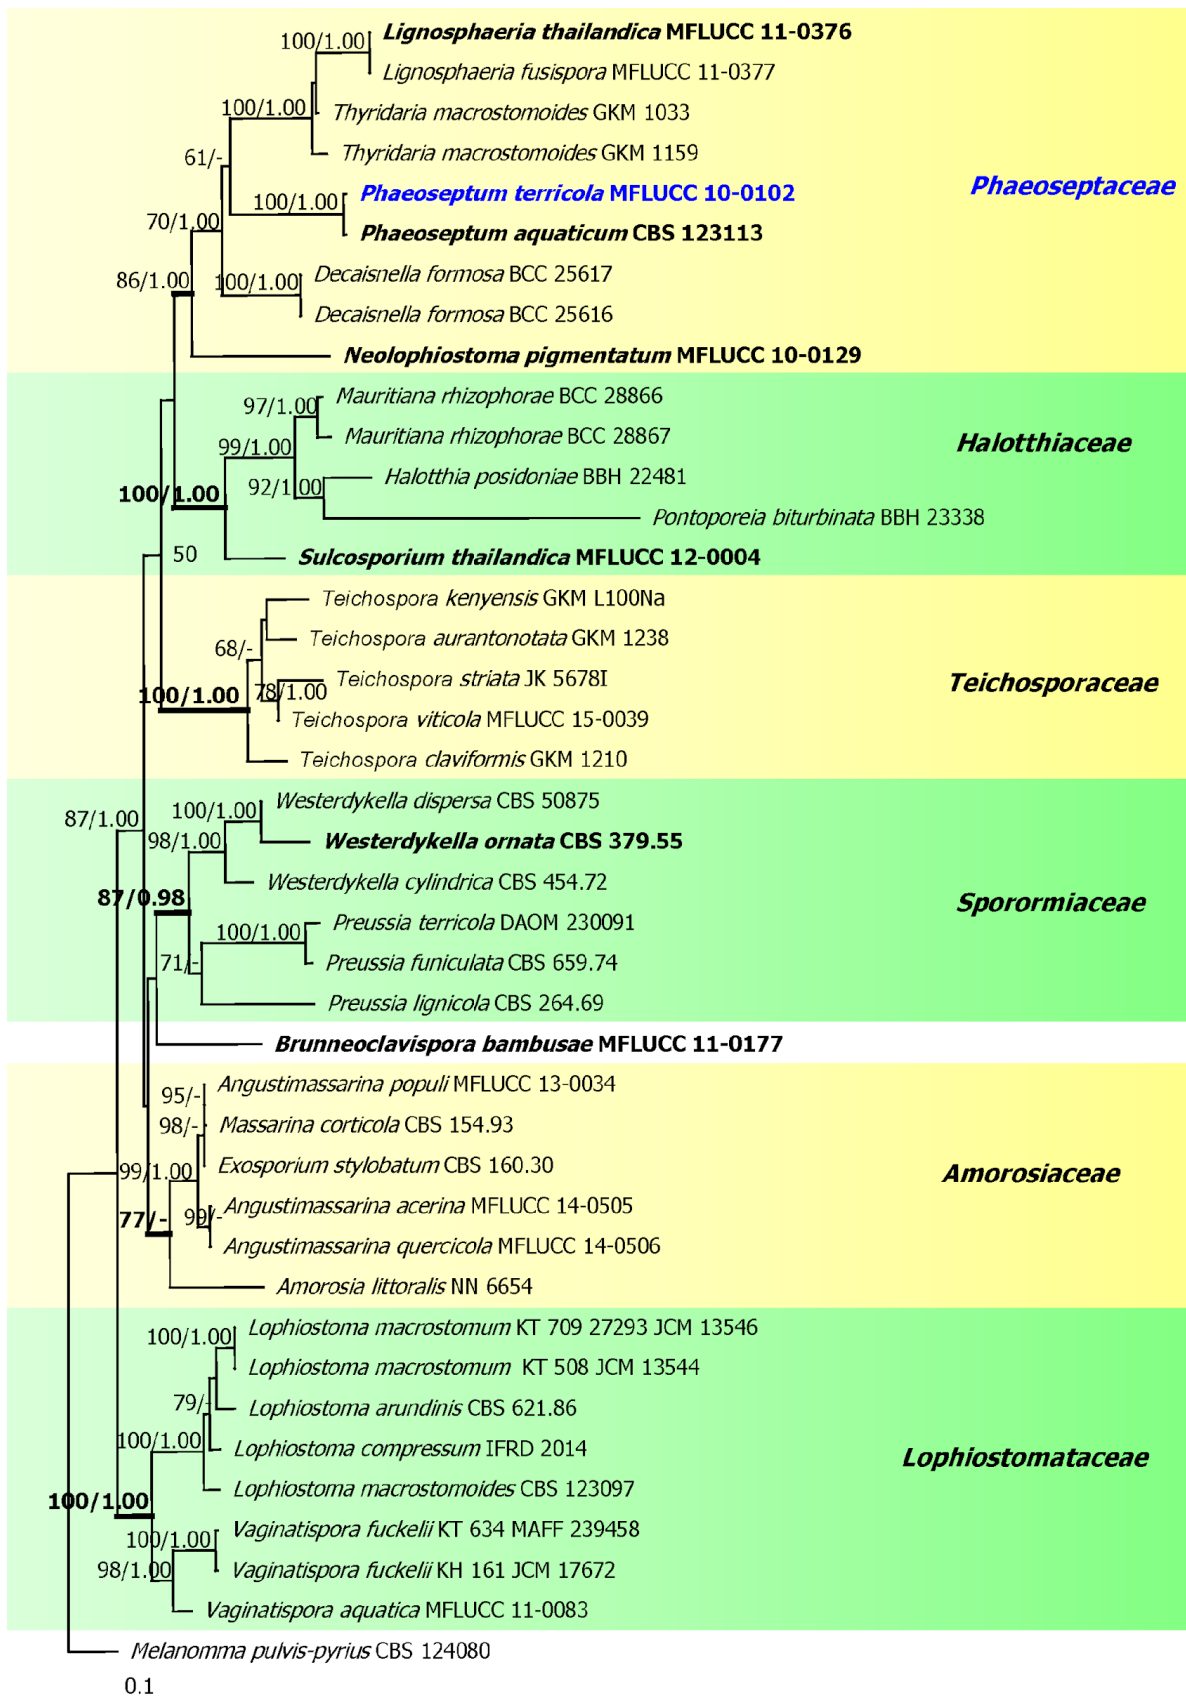 Lignosphaeria thailandica MFLUCC 11-0376
100/1.00
Lignosphaeria fusispora MFLUCC 11-0377
100/1.00
Thyridaria macrostomoides GKM 1033
61/-
Thyridaria macrostomoides GKM 1159
Phaeoseptum terricola MFLUCC 10-0102
Phaeoseptaceae
100/1.00
70/1.00
Phaeoseptum aquaticum CBS 123113
86/1.00
100/1.00
Decaisnella formosa BCC 25617
Decaisnella formosa BCC 25616
Neolophiostoma pigmentatum MFLUCC 10-0129
Mauritiana rhizophorae BCC 28866
97/1.00
Mauritiana rhizophorae BCC 28867
Halotthiaceae
99/1.00
92/1.00
Halotthia posidoniae BBH 22481
100/1.00
Pontoporeia biturbinata BBH 23338
50
Sulcosporium thailandica MFLUCC 12-0004
Teichospora kenyensis GKM L100Na
Teichospora aurantonotata GKM 1238
68/-
Teichospora striata JK 5678I
Teichosporaceae
78/1.00
100/1.00
Teichospora viticola MFLUCC 15-0039
Teichospora claviformis GKM 1210
Westerdykella dispersa CBS 50875
100/1.00
87/1.00
98/1.00
Westerdykella ornata CBS 379.55
Westerdykella cylindrica CBS 454.72
87/0.98
Sporormiaceae
Preussia terricola DAOM 230091
100/1.00
71/-
Preussia funiculata CBS 659.74
Preussia lignicola CBS 264.69
Brunneoclavispora bambusae MFLUCC 11-0177
Angustimassarina populi MFLUCC 13-0034
95/-
98/-
Massarina corticola CBS 154.93
99/1.00
Exosporium stylobatum CBS 160.30
Amorosiaceae
Angustimassarina acerina MFLUCC 14-0505
77/-
99/-
Angustimassarina quercicola MFLUCC 14-0506
Amorosia littoralis NN 6654
Lophiostoma macrostomum KT 709 27293 JCM 13546
100/1.00
Lophiostoma macrostomum KT 508 JCM 13544
79/-
Lophiostoma arundinis CBS 621.86
100/1.00
Lophiostoma compressum IFRD 2014
Lophiostomataceae
Lophiostoma macrostomoides CBS 123097
100/1.00
Vaginatispora fuckelii KT 634 MAFF 239458
100/1.00
98/1.00
Vaginatispora fuckelii KH 161 JCM 17672
Vaginatispora aquatica MFLUCC 11-0083
Melanomma pulvis-pyrius CBS 124080
0.1